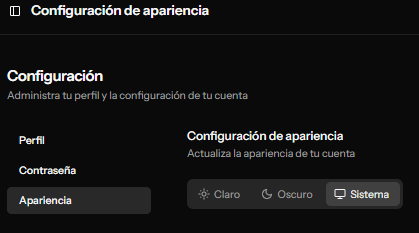 Configuración de apariencia
Configuración
Administra tu perfil y la configuración de tu cuenta
Perfil
Contraseña
Apariencia
Configuración de apariencia
Actualiza la apariencia de tu cuenta
Claro Oscuro Sistema